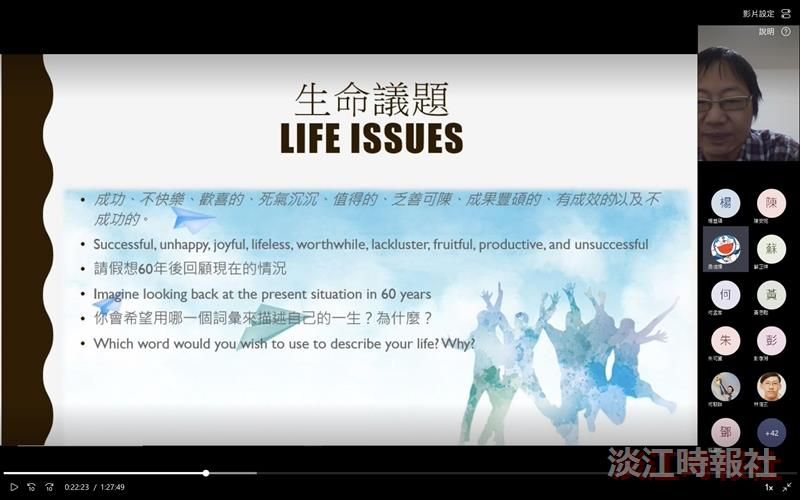 影片設定
說明
生命議題
LIFE ISSUES
• 成功、不快樂、歡喜的、死氣沉沉、值得的、乏善可陳、成果豐碩的、有成效的以及不
成功的。
• Successful, unhappy, joyful, lifeless, worthwhile, lackluster, fruitful, productive, and unsuccessful
• 請假想60年後回顧現在的情況
• Imagine looking back at the present situation in 60 years
• 你會希望用哪一個詞彙來描述自己的一生？為什麼？
• Which word would you wish to use to describe your life? Why?
楊
陳
蘇
何
黃
朱
彭
鄧
+42
淡江時報社
10
10
0:22:23 / 1:27:49
1x